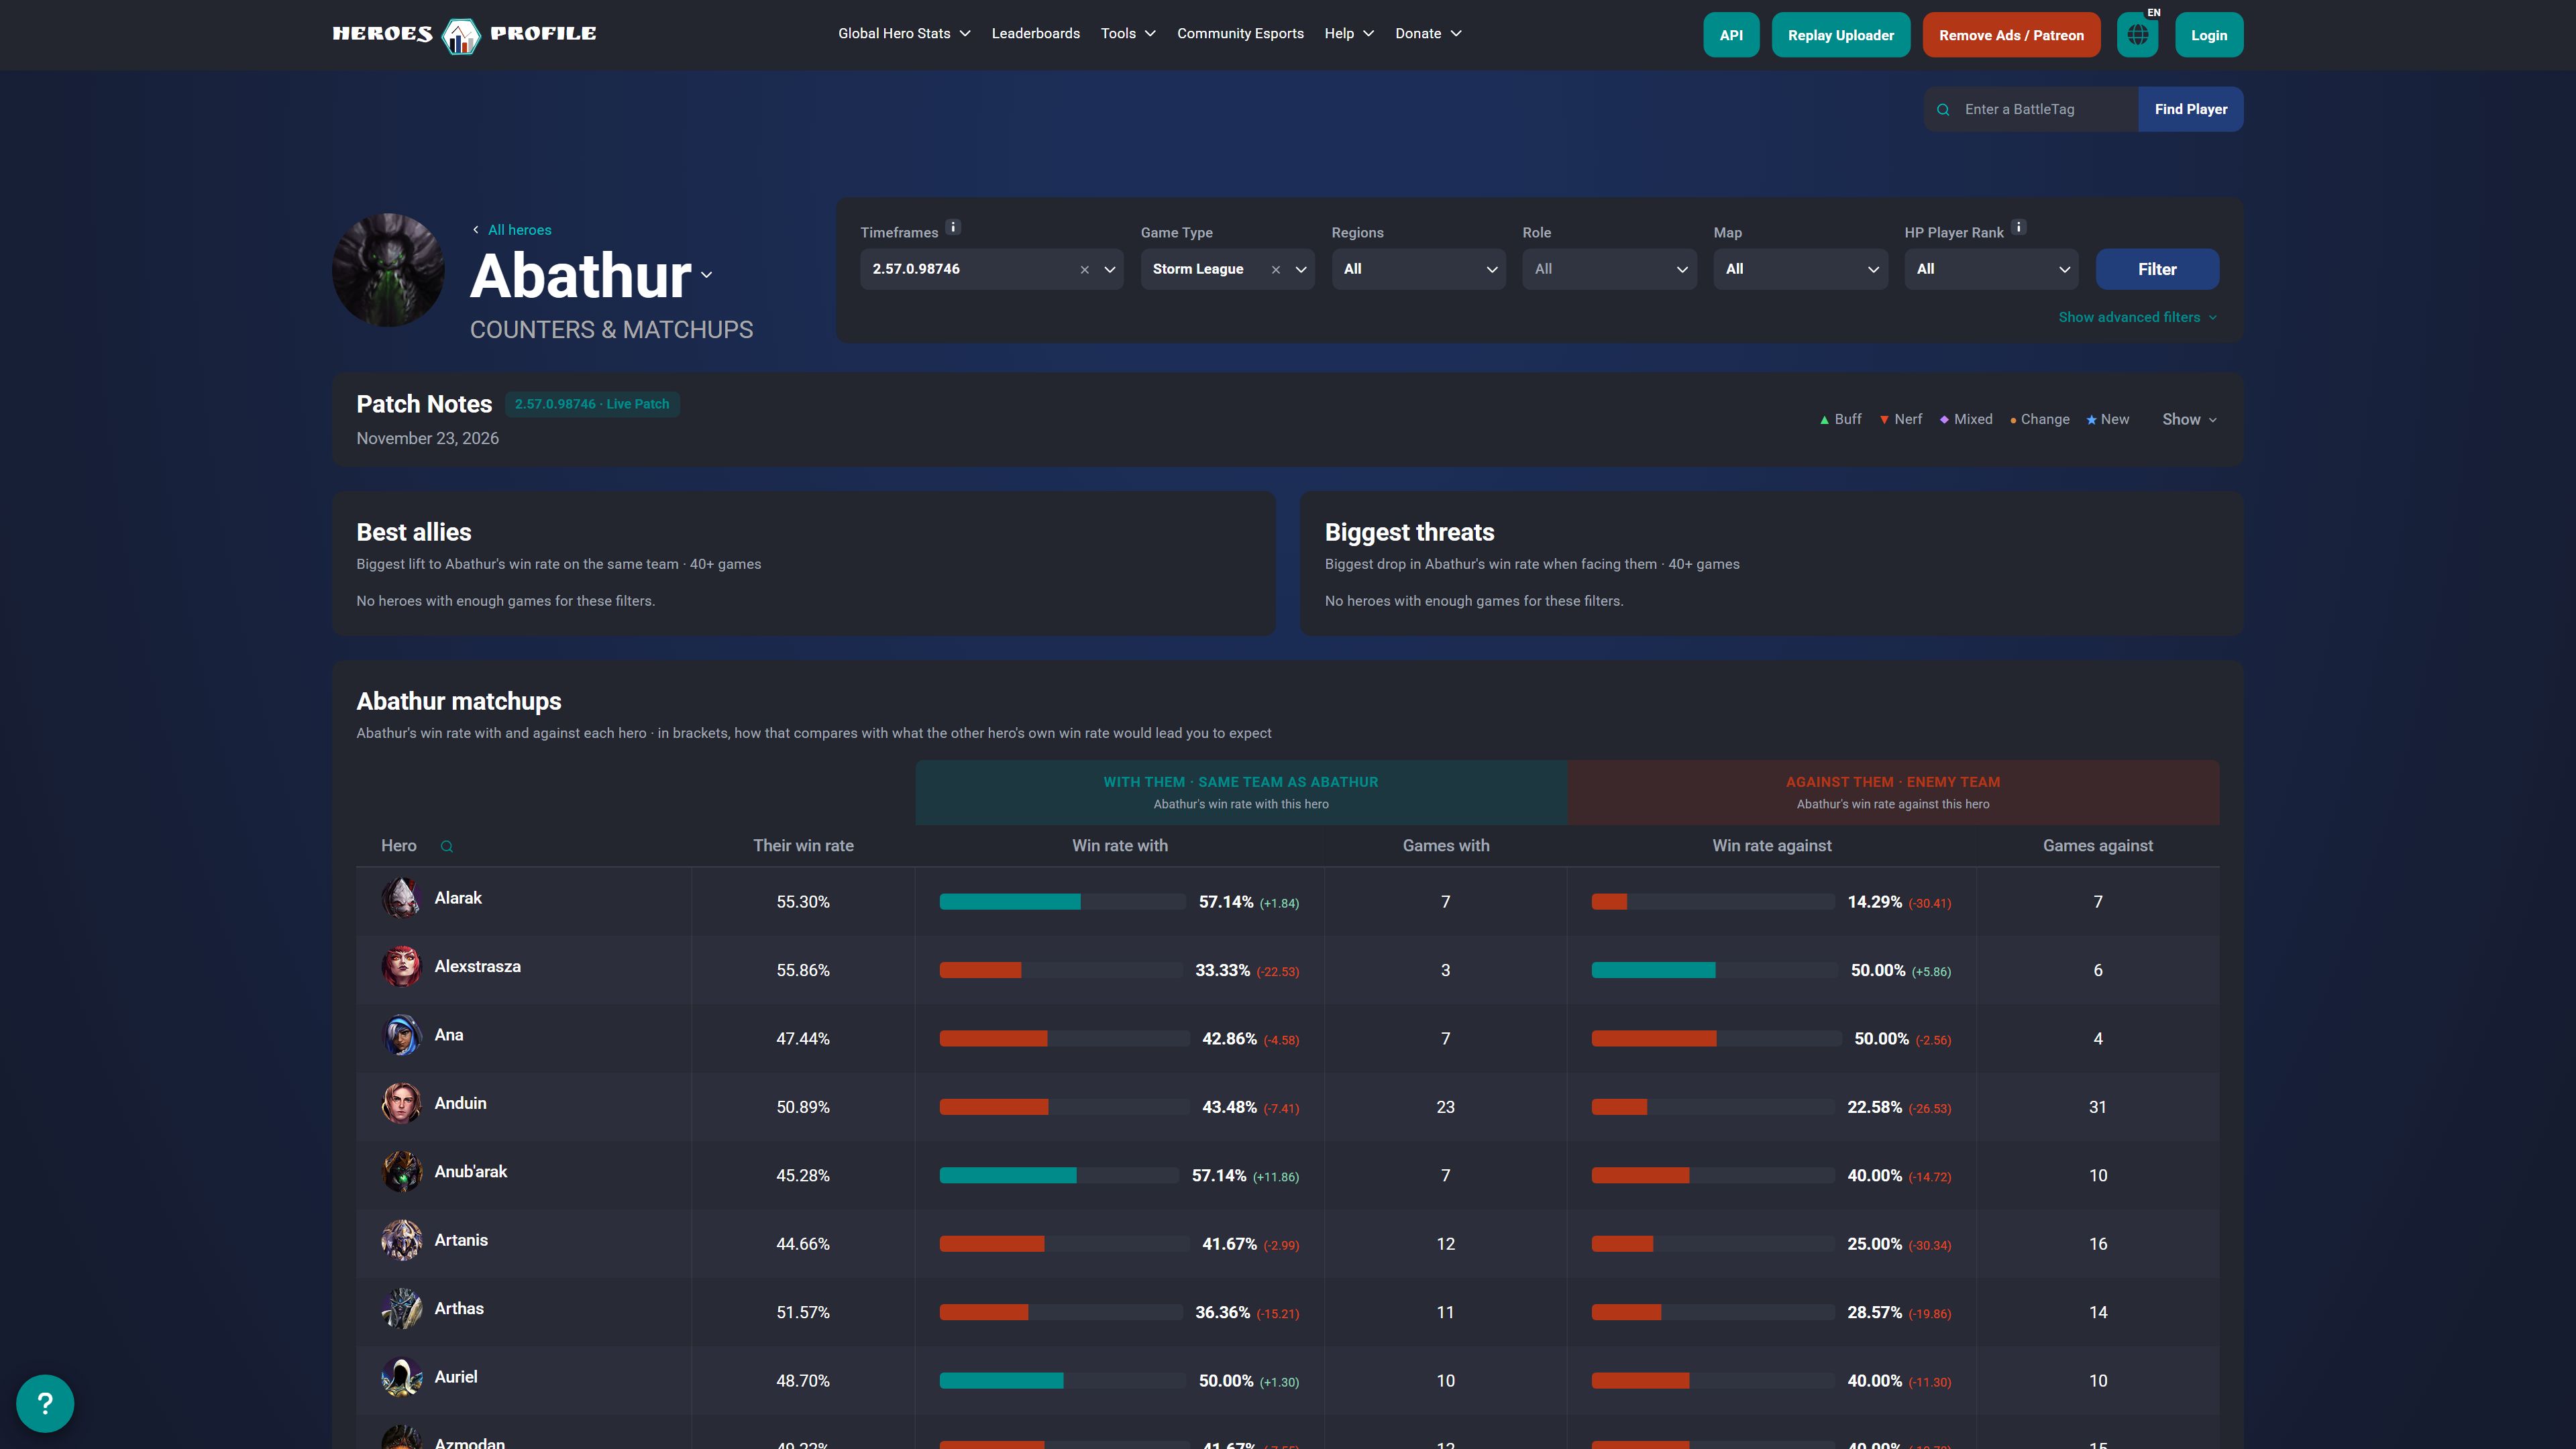 HEROES PROFILE
Global Hero Stats Leaderboards Tools Community Esports Help Donate
API Replay Uploader Remove Ads / Patreon EN Login
Enter a BattleTag Find Player
All heroes
Abathur
COUNTERS & MATCHUPS
Timeframes i Game Type Regions Role Map HP Player Rank i
2.57.0.98746 × Storm League × All All All All Filter
Show advanced filters
Patch Notes 2.57.0.98746 · Live Patch
November 23, 2026
▲ Buff ▼ Nerf ◆ Mixed ● Change ★ New Show
Best allies
Biggest lift to Abathur's win rate on the same team · 40+ games
No heroes with enough games for these filters.
Biggest threats
Biggest drop in Abathur's win rate when facing them · 40+ games
No heroes with enough games for these filters.
Abathur matchups
Abathur's win rate with and against each hero · in brackets, how that compares with what the other hero's own win rate would lead you to expect
WITH THEM · SAME TEAM AS ABATHUR
Abathur's win rate with this hero
AGAINST THEM · ENEMY TEAM
Abathur's win rate against this hero
Hero Their win rate Win rate with Games with Win rate against Games against
Alarak 55.30% 57.14% (+1.84) 7 14.29% (-30.41) 7
Alexstrasza 55.86% 33.33% (-22.53) 3 50.00% (+5.86) 6
Ana 47.44% 42.86% (-4.58) 7 50.00% (-2.56) 4
Anduin 50.89% 43.48% (-7.41) 23 22.58% (-26.53) 31
Anub'arak 45.28% 57.14% (+11.86) 7 40.00% (-14.72) 10
Artanis 44.66% 41.67% (-2.99) 12 25.00% (-30.34) 16
Arthas 51.57% 36.36% (-15.21) 11 28.57% (-19.86) 14
Auriel 48.70% 50.00% (+1.30) 10 40.00% (-11.30) 10
Azmodan 49.22% 41.67% 12 40.00% 15
?